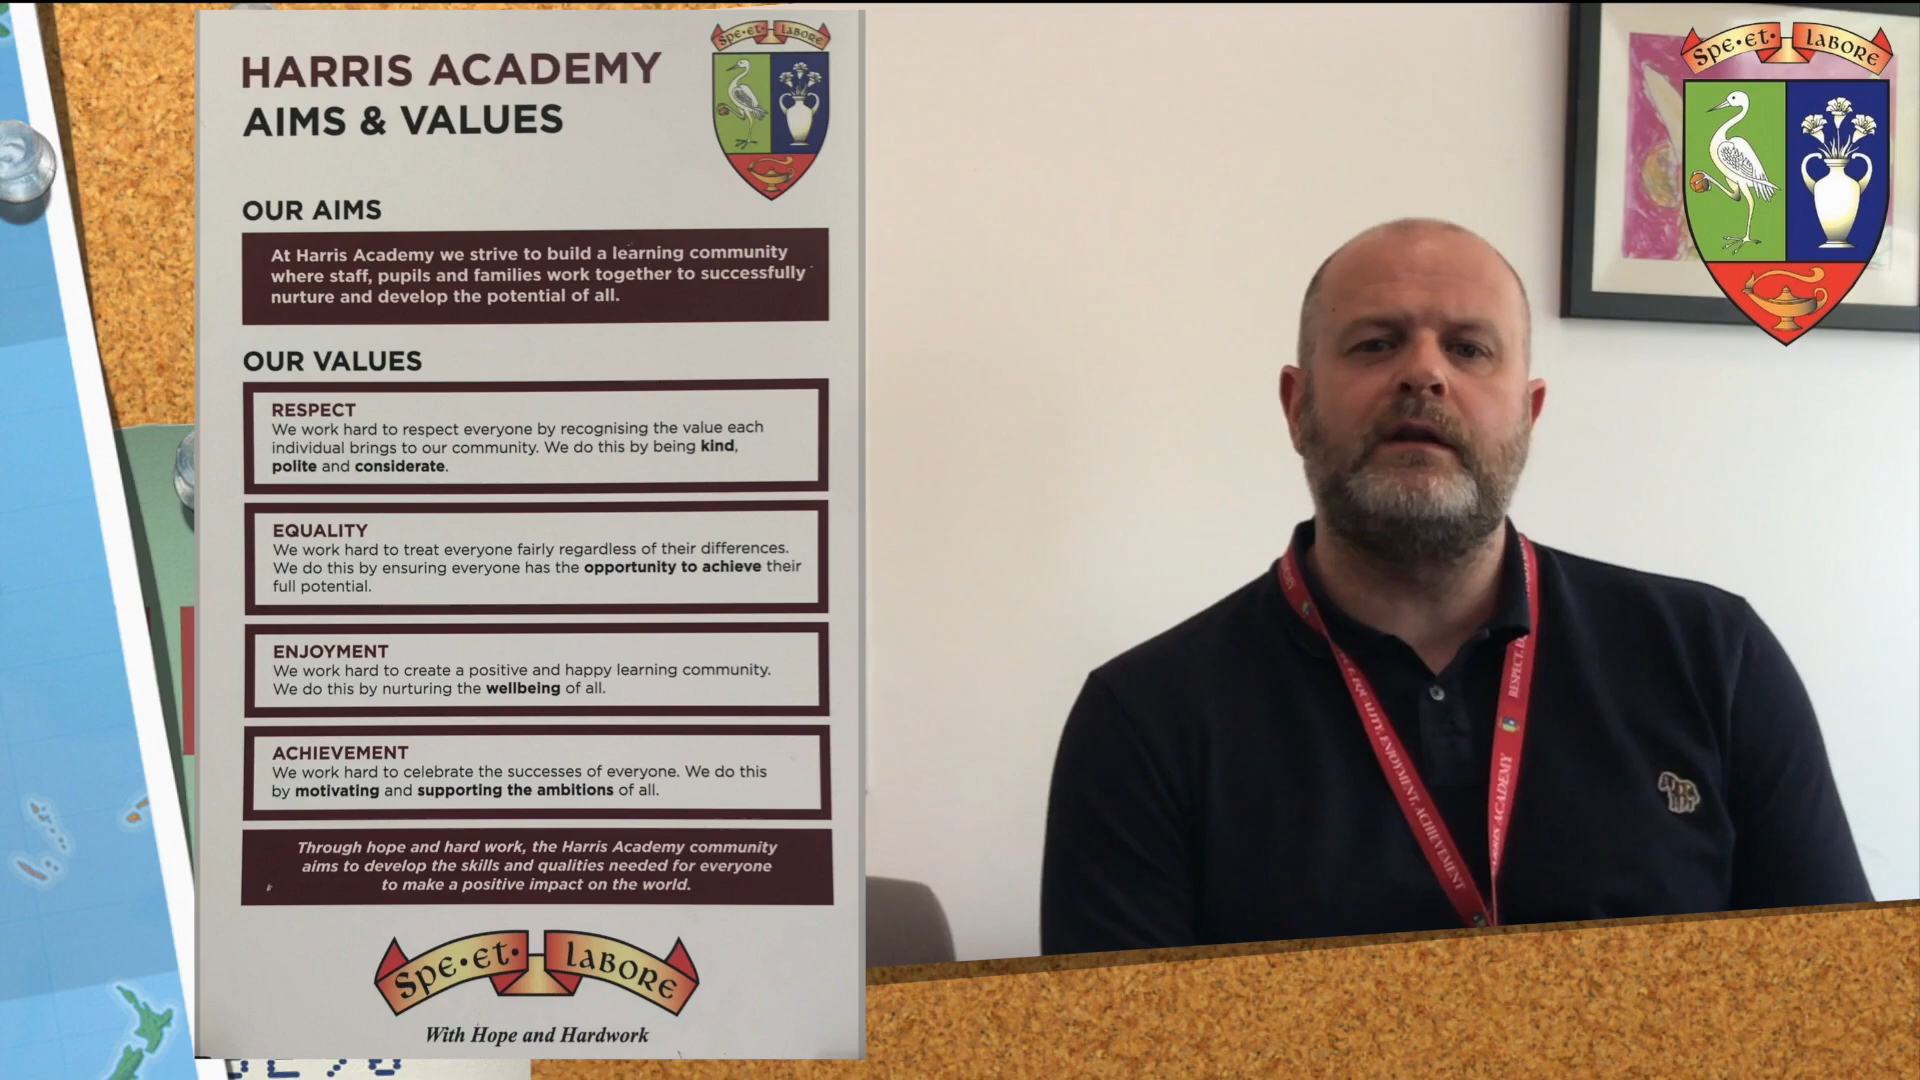 SPE • ET • LABORE
HARRIS ACADEMY
AIMS & VALUES
OUR AIMS
At Harris Academy we strive to build a learning community
where staff, pupils and families work together to successfully
nurture and develop the potential of all.
OUR VALUES
RESPECT
We work hard to respect everyone by recognising the value each
individual brings to our community. We do this by being kind,
polite and considerate.
EQUALITY
We work hard to treat everyone fairly regardless of their differences.
We do this by ensuring everyone has the opportunity to achieve their
full potential.
ENJOYMENT
We work hard to create a positive and happy learning community.
We do this by nurturing the wellbeing of all.
ACHIEVEMENT
We work hard to celebrate the successes of everyone. We do this
by motivating and supporting the ambitions of all.
Through hope and hard work, the Harris Academy community
aims to develop the skills and qualities needed for everyone
to make a positive impact on the world.
SPE • ET • LABORE
With Hope and Hardwork
SPE • ET • LABORE
EQUALITY, ENJOYMENT, ACHIEVEMENT
RESPECT,
ACADEMY